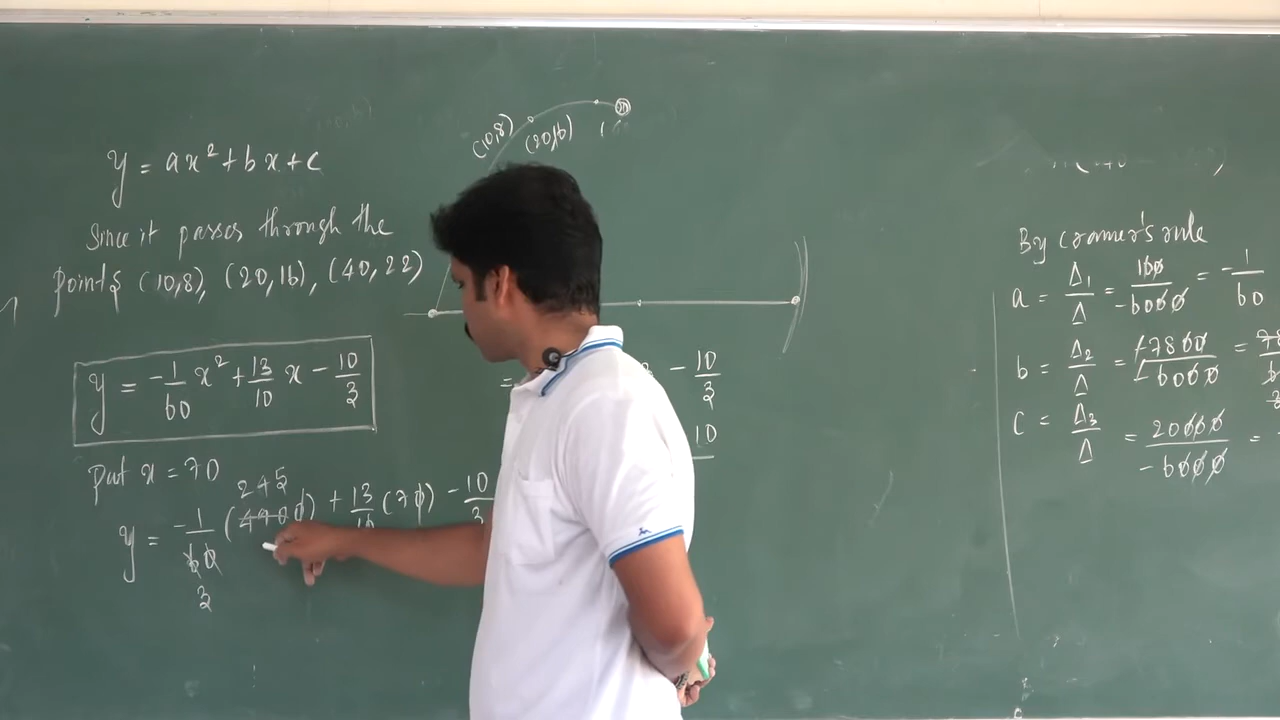 (10,8)
(20,16)
y = ax² + bx + c
Since it passes through the
points (10,8), (20,16), (40,22)
y = -1/60 x² + 13/10 x - 10/3
put x = 70
245
y = -1/60 (4900) + 13/10 (70) - 10/3
3
- 10/3
10
By Cramer's rule
a = Δ₁/Δ = 100/-6000 = -1/60
b = Δ₂/Δ = -7800/-6000 = 78
c = Δ₃/Δ = 20000/-6000 =